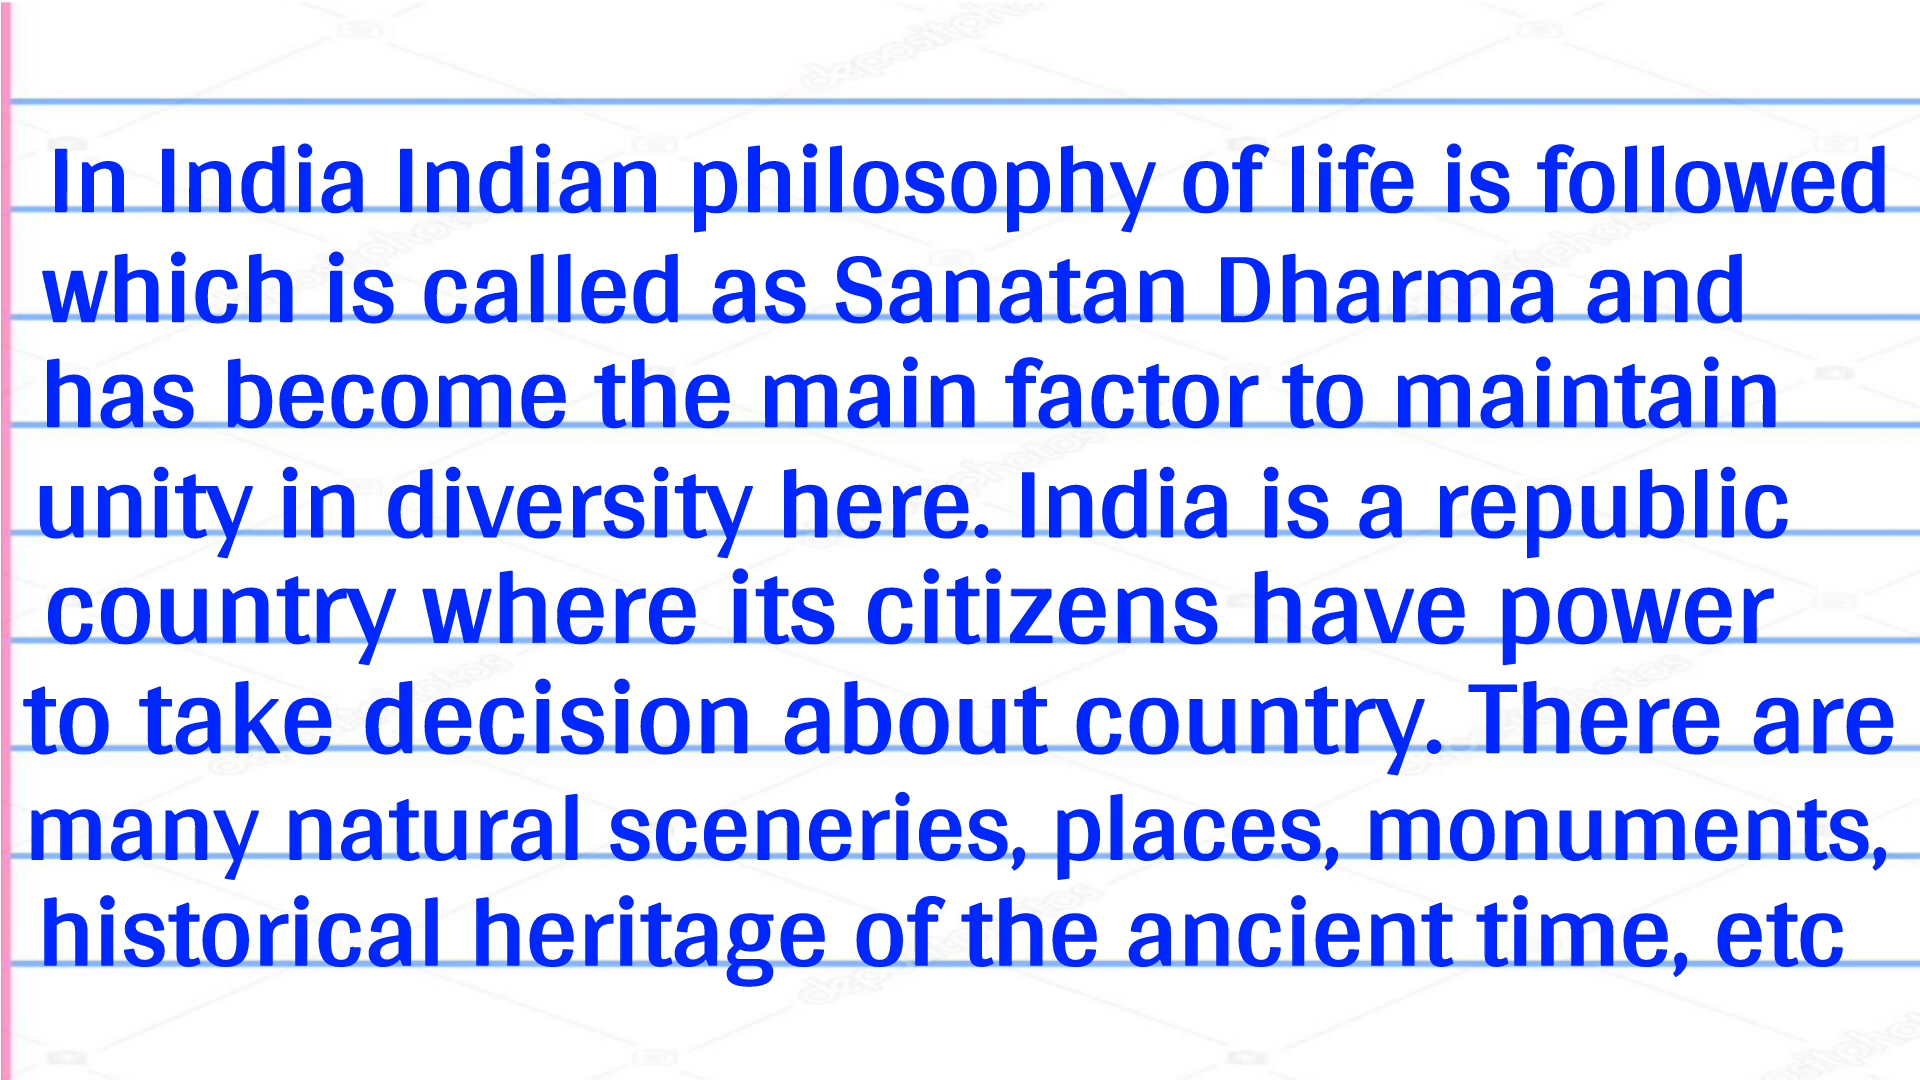 In India Indian philosophy of life is followed
which is called as Sanatan Dharma and
has become the main factor to maintain
unity in diversity here. India is a republic
country where its citizens have power
to take decision about country. There are
many natural sceneries, places, monuments,
historical heritage of the ancient time, etc